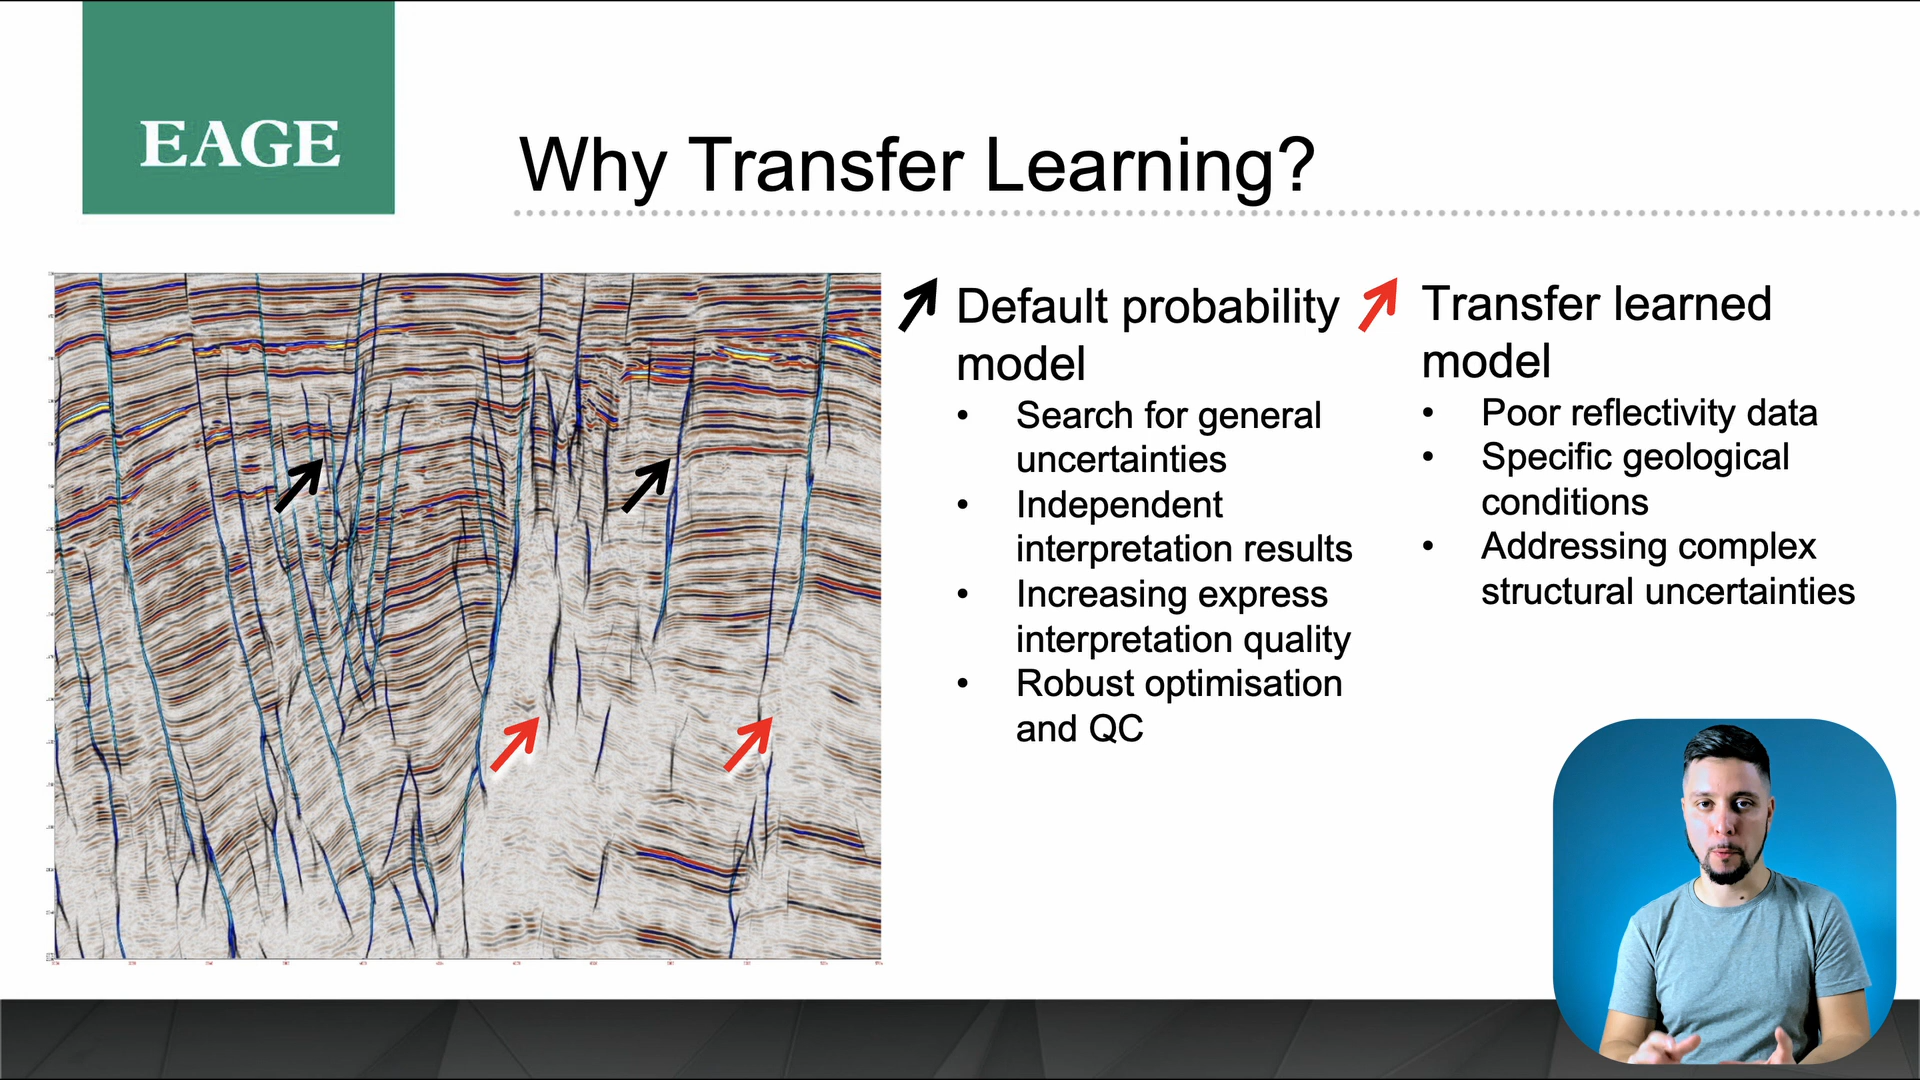 EAGE
Why Transfer Learning?
Default probability
model
• Search for general
uncertainties
• Independent
interpretation results
• Increasing express
interpretation quality
• Robust optimisation
and QC
Transfer learned
model
• Poor reflectivity data
• Specific geological
conditions
• Addressing complex
structural uncertainties